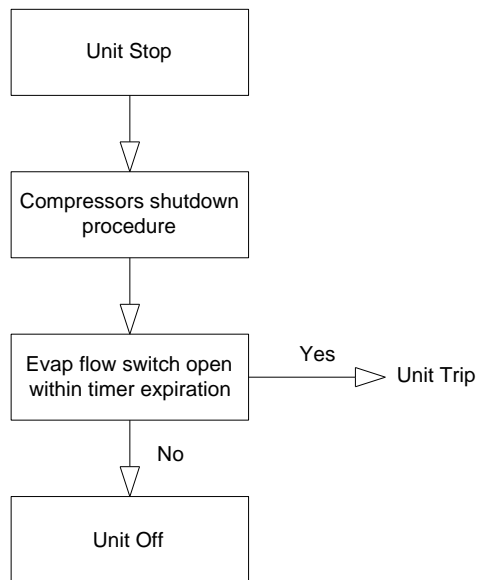 Unit Stop
Compressors shutdown
procedure
Evap flow switch open
within timer expiration
Yes
Unit Trip
No
Unit Off